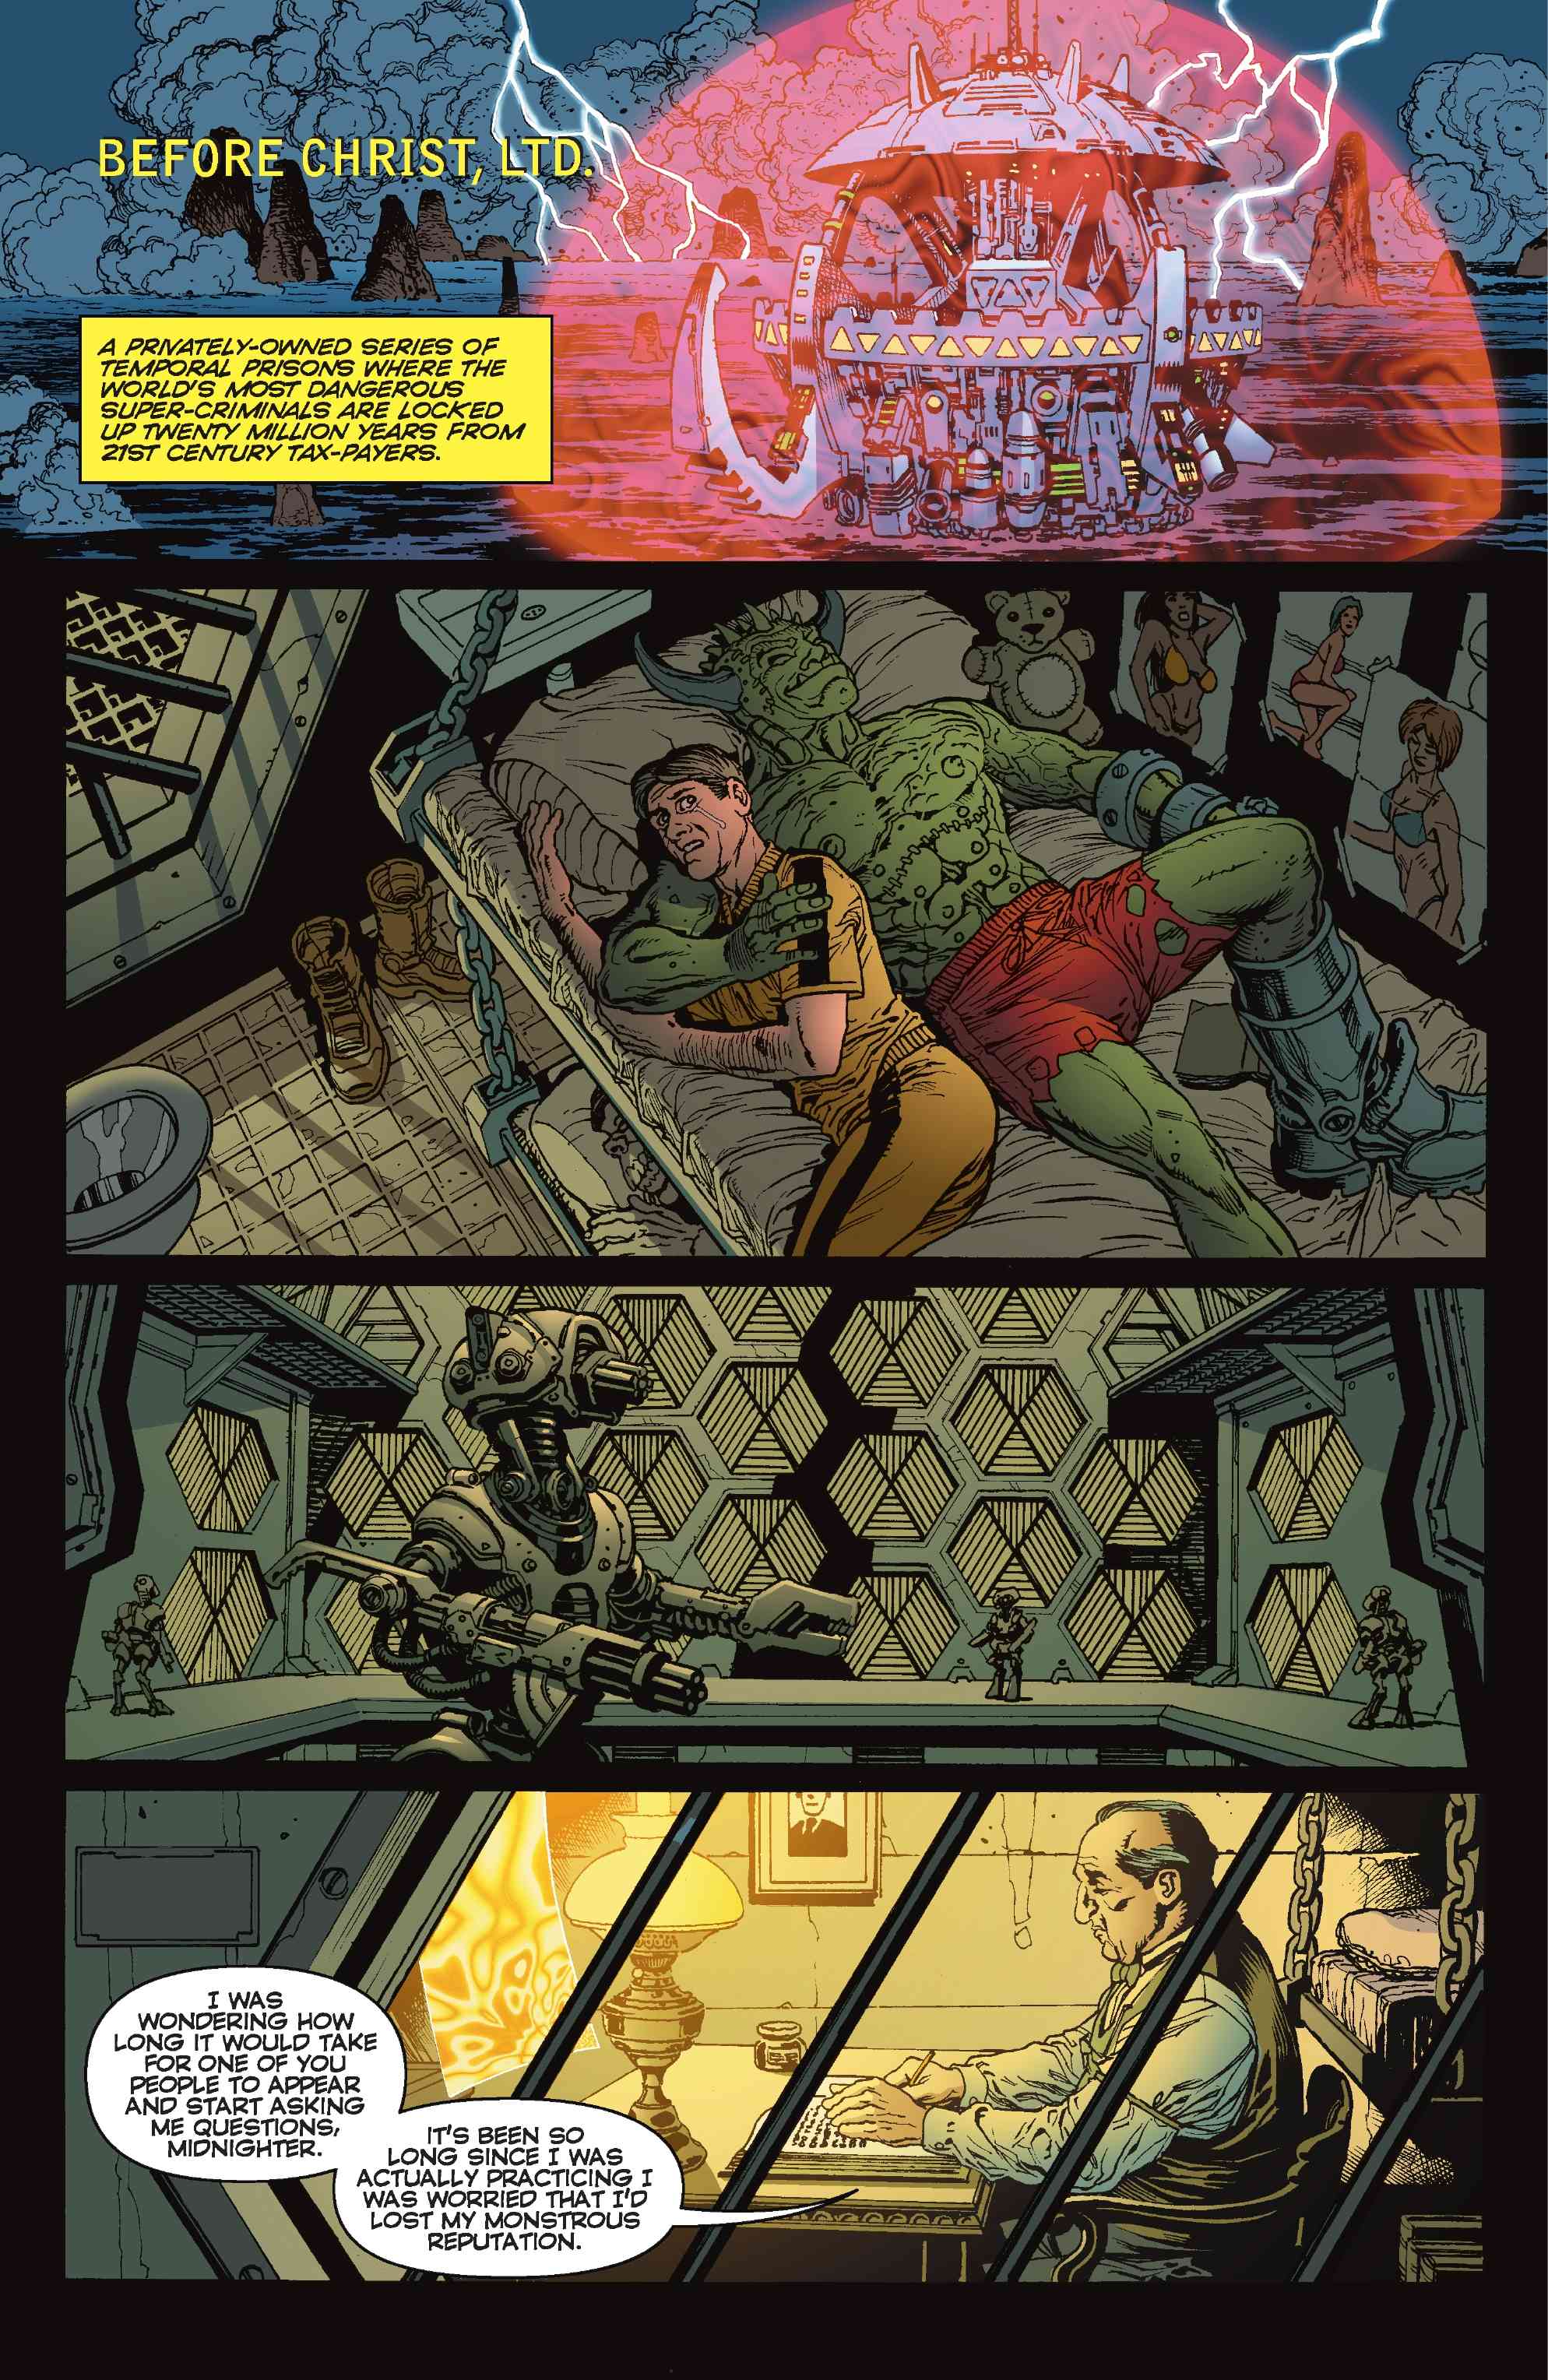 BEFORE CHRIST, LTD.
A PRIVATELY-OWNED SERIES OF
TEMPORAL PRISONS WHERE THE
WORLD'S MOST DANGEROUS
SUPER-CRIMINALS ARE LOCKED
UP TWENTY MILLION YEARS FROM
21ST CENTURY TAX-PAYERS.
I WAS
WONDERING HOW
LONG IT WOULD TAKE
FOR ONE OF YOU
PEOPLE TO APPEAR
AND START ASKING
ME QUESTIONS,
MIDNIGHTER.
IT'S BEEN SO
LONG SINCE I WAS
ACTUALLY PRACTICING I
WAS WORRIED THAT I'D
LOST MY MONSTROUS
REPUTATION.